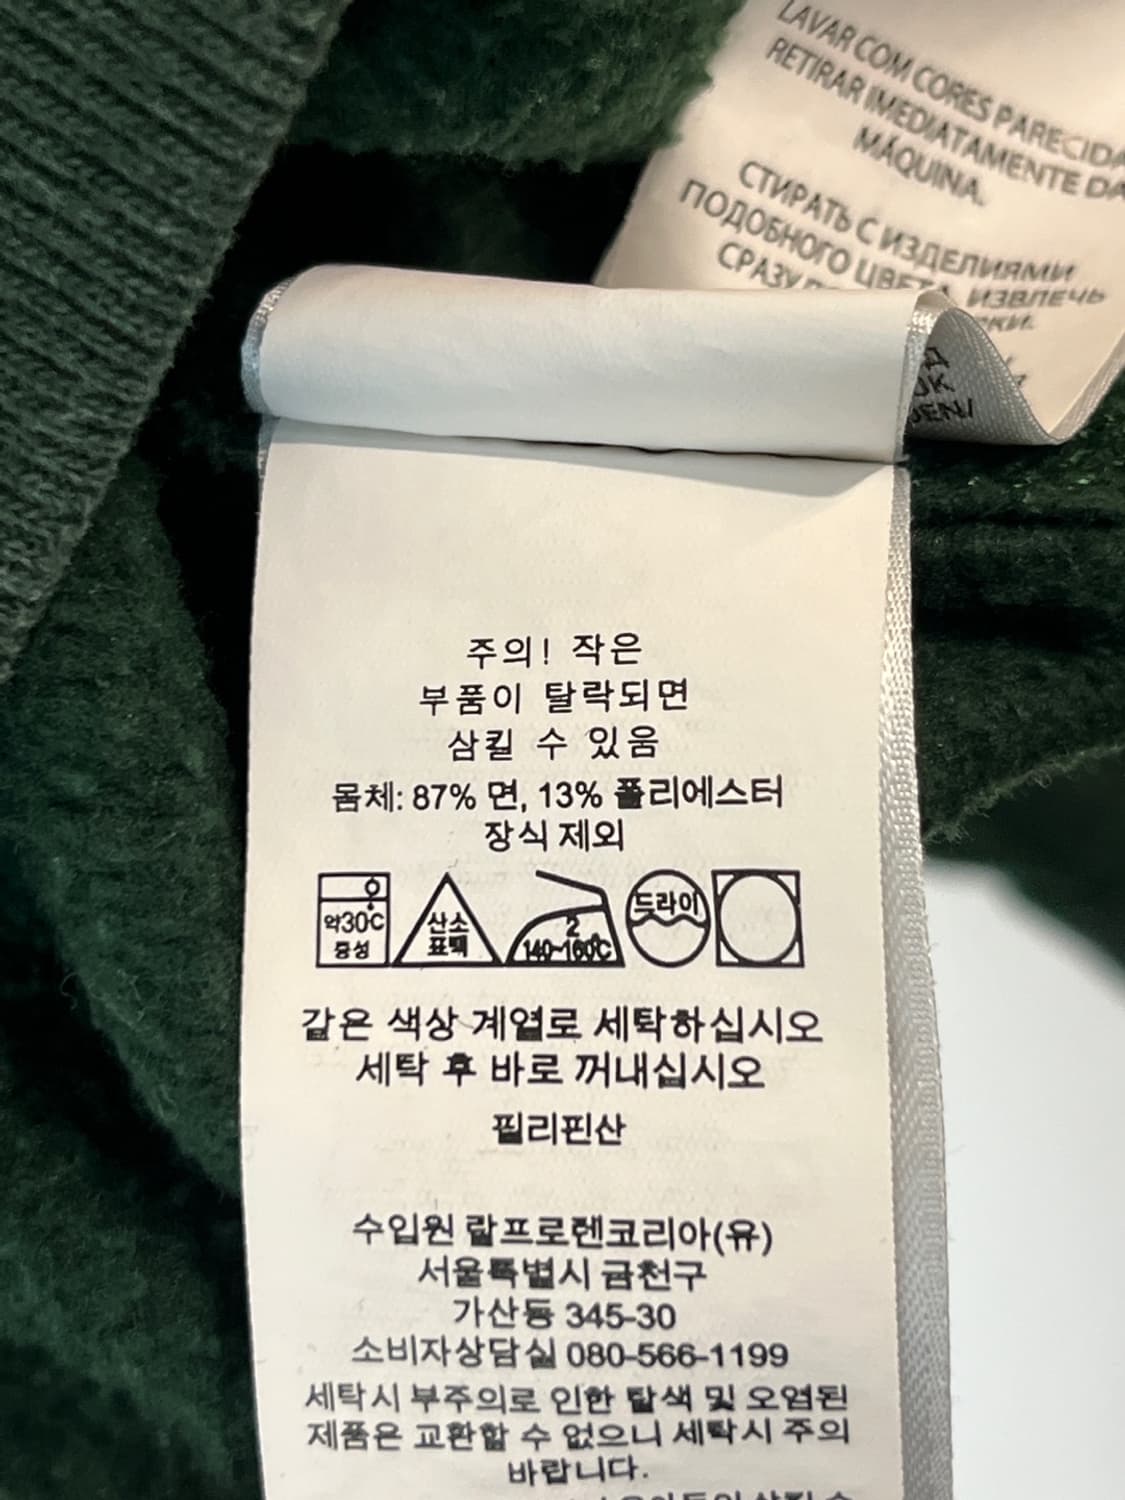 LAVAR COM CORES PARECIDA
RETIRAR IMEDIATAMENTE DA
MÁQUINA.
СТИРАТЬ С ИЗДЕЛИЯМИ
ПОДОБНОГО ЦВЕТА, ИЗВЛЕЧЬ
СРАЗУ
주의! 작은
부품이 탈락되면
삼킬 수 있음
몸체: 87% 면, 13% 폴리에스터
장식 제외
약30℃
중성
산소
표백
2
140~160℃
드라이
같은 색상 계열로 세탁하십시오
세탁 후 바로 꺼내십시오
필리핀산
수입원 랄프로렌코리아(유)
서울특별시 금천구
가산동 345-30
소비자상담실 080-566-1199
세탁시 부주의로 인한 탈색 및 오염된
제품은 교환할 수 없으니 세탁시 주의
바랍니다.